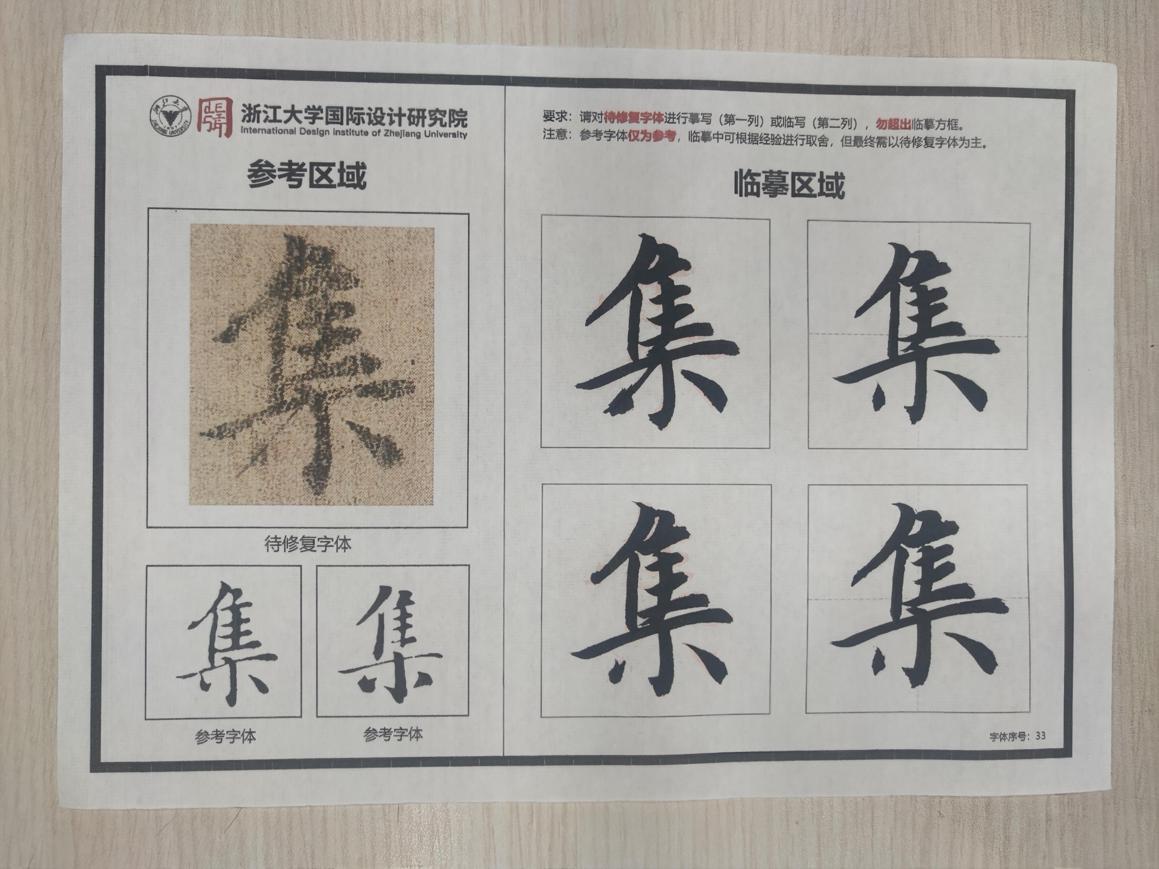 浙江大学国际设计研究院
International Design Institute of Zhejiang University
参考区域
集
待修复字体
集
集
参考字体
参考字体
要求：请对待修复字体进行摹写（第一列）或临写（第二列），勿超出临摹方框。
注意：参考字体仅为参考，临摹中可根据经验进行取舍，但最终需以待修复字体为主。
临摹区域
集
集
集
集
字体序号：33